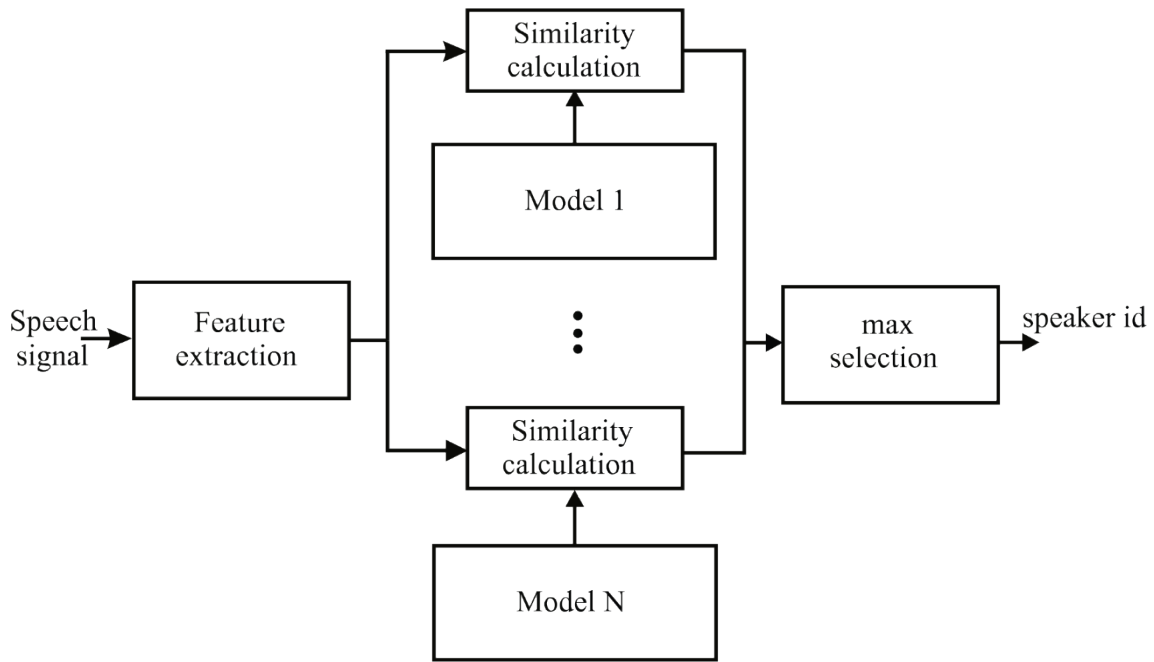 Similarity
calculation
Model 1
Speech
signal
Feature
extraction
max
selection
speaker id
Similarity
calculation
Model N